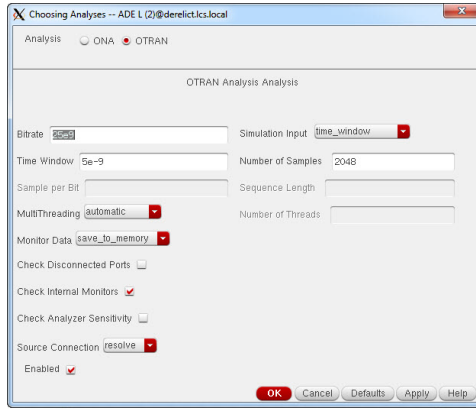 Choosing Analyses -- ADE L (2)@derelict.lcs.local
Analysis ONA OTRAN
OTRAN Analysis Analysis
Bitrate 25e9 Simulation Input time_window
Time Window 5e-9 Number of Samples 2048
Sample per Bit Sequence Length
MultiThreading automatic Number of Threads
Monitor Data save_to_memory
Check Disconnected Ports
Check Internal Monitors
Check Analyzer Sensitivity
Source Connection resolve
Enabled
OK Cancel Defaults Apply Help